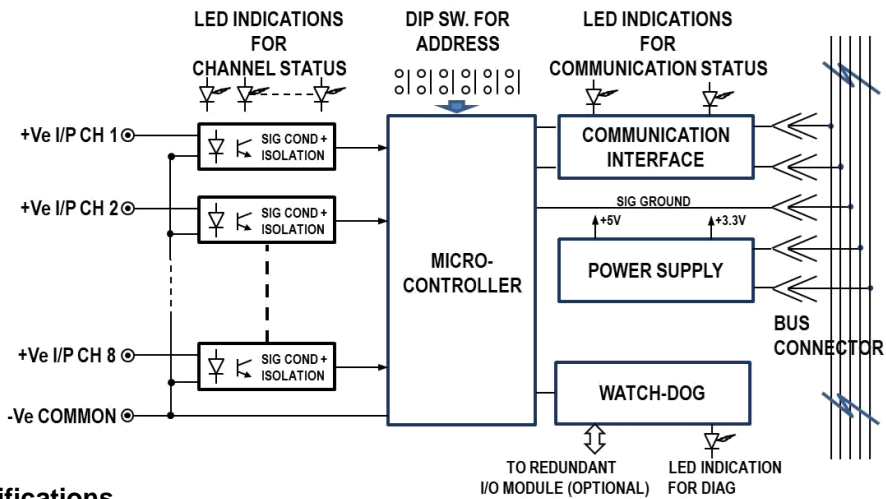 LED INDICATIONS
FOR
CHANNEL STATUS
DIP SW. FOR
ADDRESS
LED INDICATIONS
FOR
COMMUNICATION STATUS
+Ve I/P CH 1
SIG COND +
ISOLATION
+Ve I/P CH 2
SIG COND +
ISOLATION
+Ve I/P CH 8
SIG COND +
ISOLATION
-Ve COMMON
MICRO-
CONTROLLER
COMMUNICATION
INTERFACE
SIG GROUND
+5V
+3.3V
POWER SUPPLY
BUS
CONNECTOR
WATCH-DOG
TO REDUNDANT
I/O MODULE (OPTIONAL)
LED INDICATION
FOR DIAG